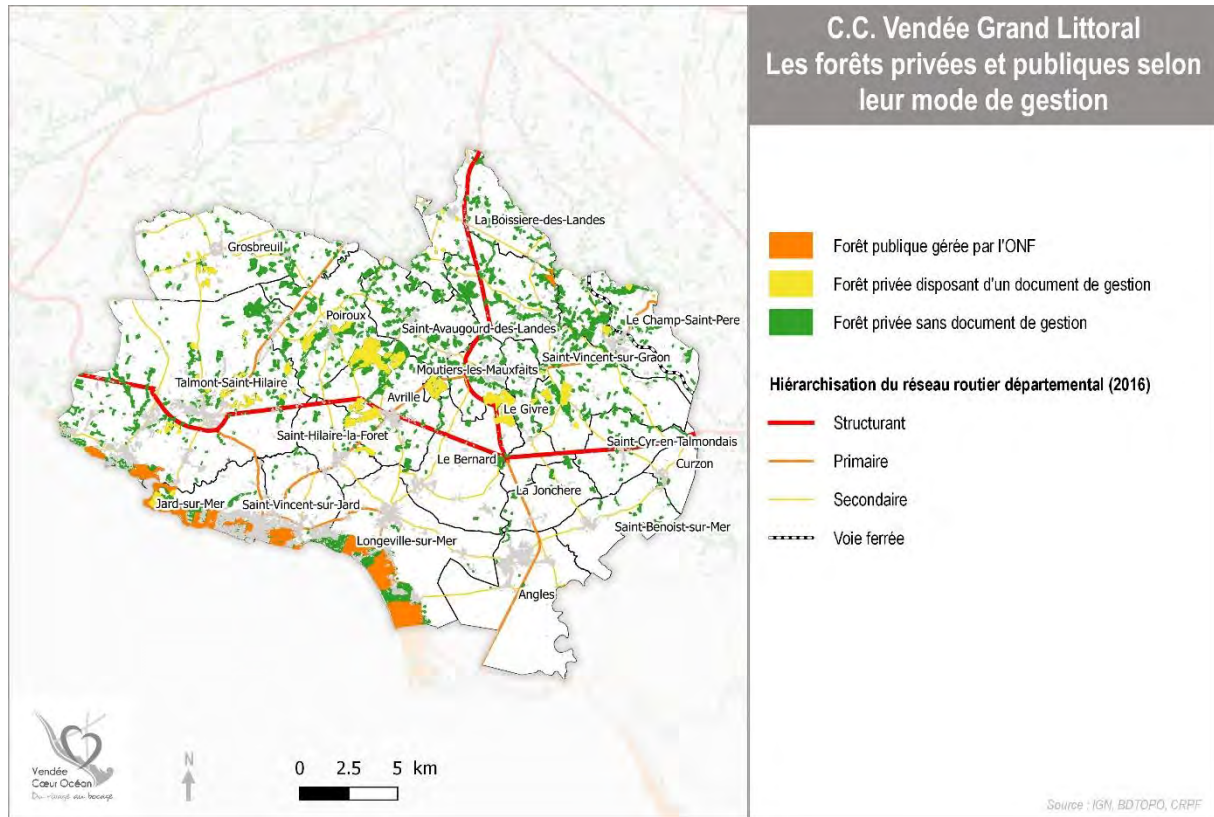 C.C. Vendée Grand Littoral
Les forêts privées et publiques selon
leur mode de gestion
Forêt publique gérée par l'ONF
Forêt privée disposant d'un document de gestion
Forêt privée sans document de gestion
Hiérarchisation du réseau routier départemental (2016)
Structurant
Primaire
Secondaire
Voie ferrée
La Boissiere-des-Landes
Grosbreuil
Le Champ-Saint-Pere
Poiroux
Saint-Avaugourd-des-Landes
Saint-Vincent-sur-Graon
Moutiers-les-Mauxfaits
Talmont-Saint-Hilaire
Avrille
Le Givre
Saint-Hilaire-la-Foret
Saint-Cyr-en-Talmondais
Le Bernard
Curzon
La Jonchere
Jard-sur-Mer
Saint-Vincent-sur-Jard
Saint-Benoist-sur-Mer
Longeville-sur-Mer
Angles
Vendée
Cœur Océan
Du rivage au bocage
N
0 2.5 5 km
Source : IGN, BDTOPO, CRPF